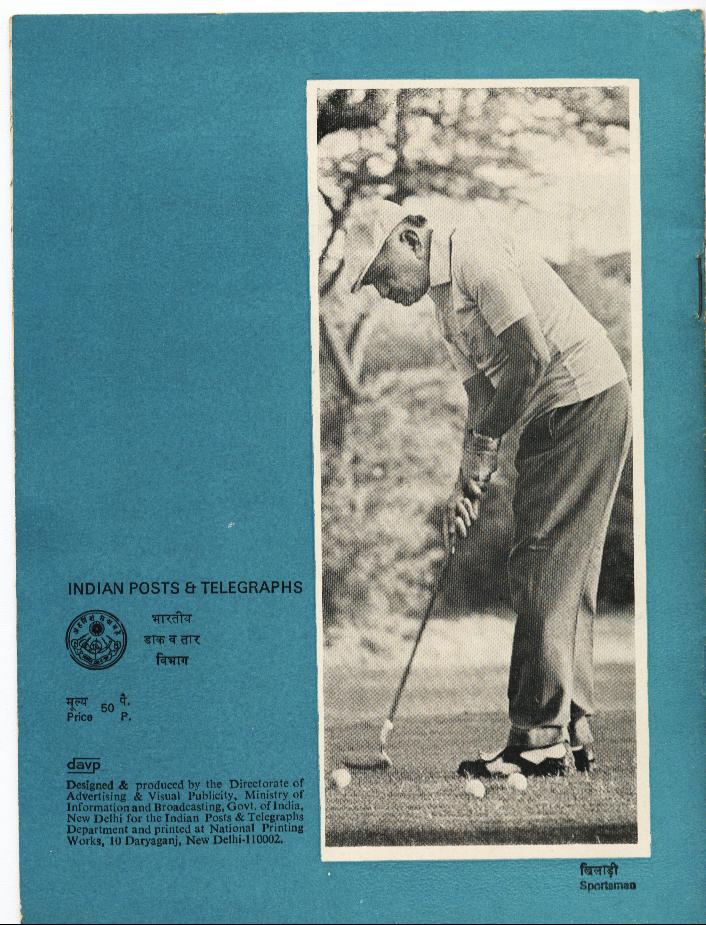 INDIAN POSTS & TELEGRAPHS
भारतीय
डाक व तार
विभाग
मूल्य 50 पै.
Price P.
davp
Designed & produced by the Directorate of
Advertising & Visual Publicity, Ministry of
Information and Broadcasting, Govt. of India,
New Delhi for the Indian Posts & Telegraphs
Department and printed at National Printing
Works, 10 Daryaganj, New Delhi-110002.
खिलाड़ी
Sportsman